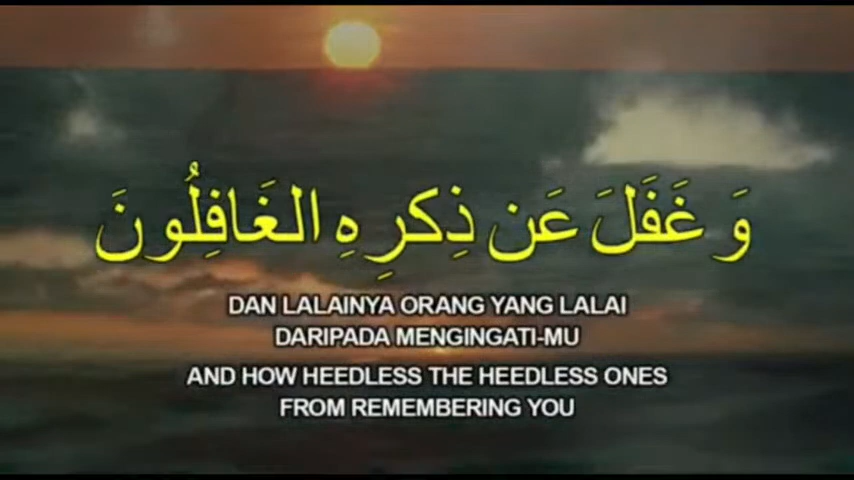 وَ غَفَلَ عَن ذِكرِهِ الغَافِلُونَ
DAN LALAINYA ORANG YANG LALAI
DARIPADA MENGINGATI-MU
AND HOW HEEDLESS THE HEEDLESS ONES
FROM REMEMBERING YOU